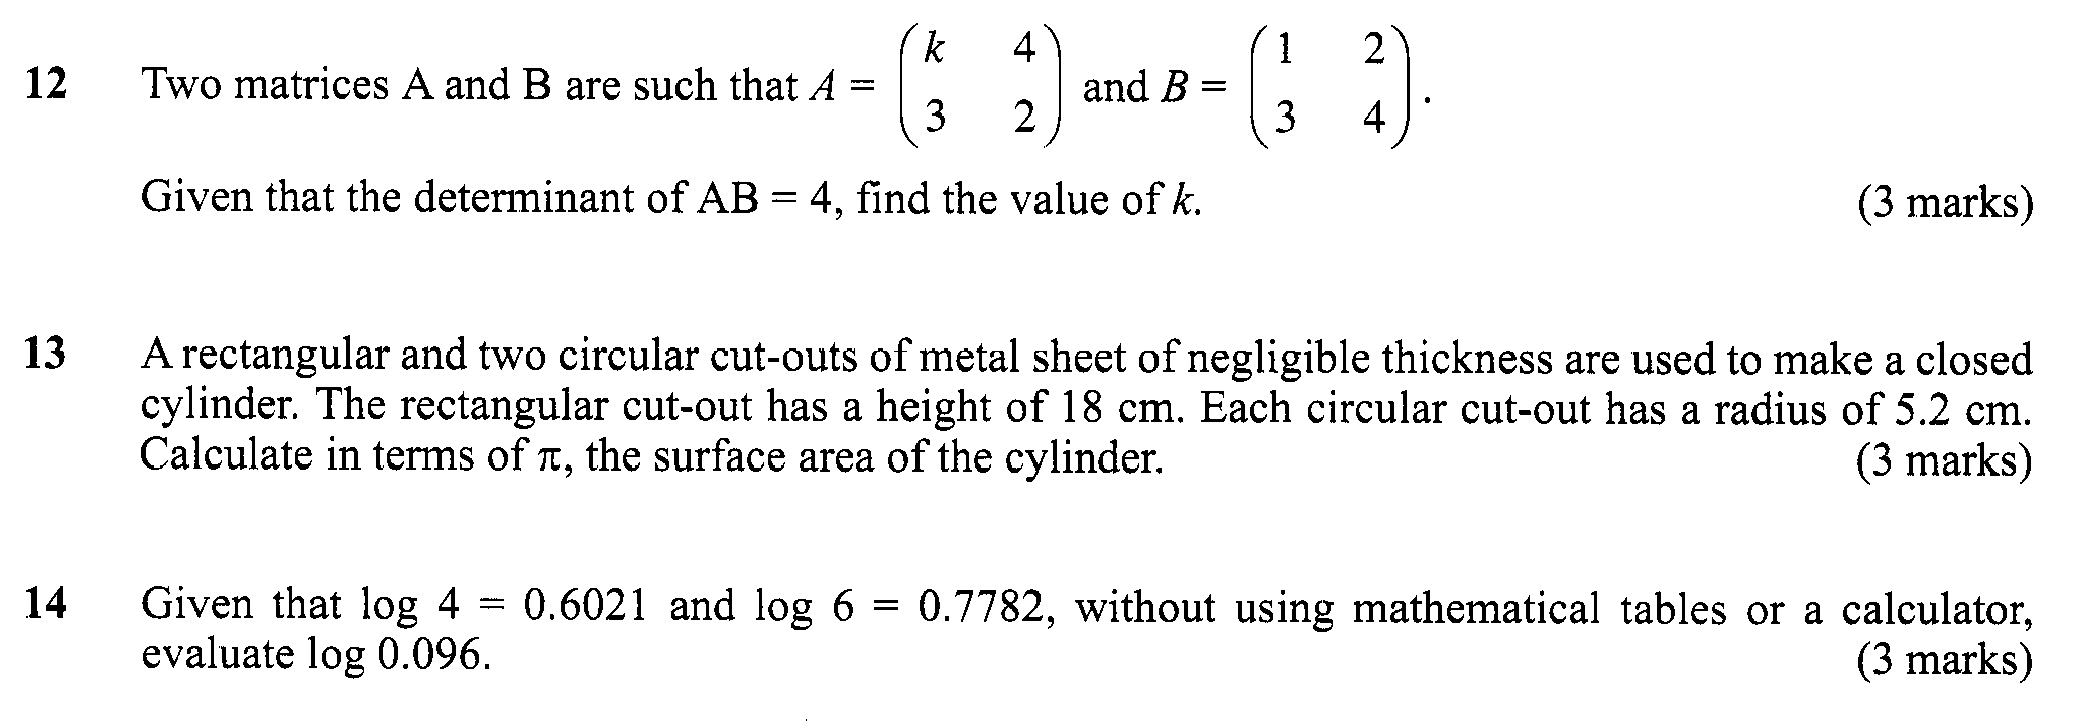 12 Two matrices A and B are such that A = ( k 4 ; 3 2 ) and B = ( 1 2 ; 3 4 ) .
Given that the determinant of AB = 4, find the value of k. (3 marks)
13 A rectangular and two circular cut-outs of metal sheet of negligible thickness are used to make a closed
cylinder. The rectangular cut-out has a height of 18 cm. Each circular cut-out has a radius of 5.2 cm.
Calculate in terms of π, the surface area of the cylinder. (3 marks)
14 Given that log 4 = 0.6021 and log 6 = 0.7782, without using mathematical tables or a calculator,
evaluate log 0.096. (3 marks)